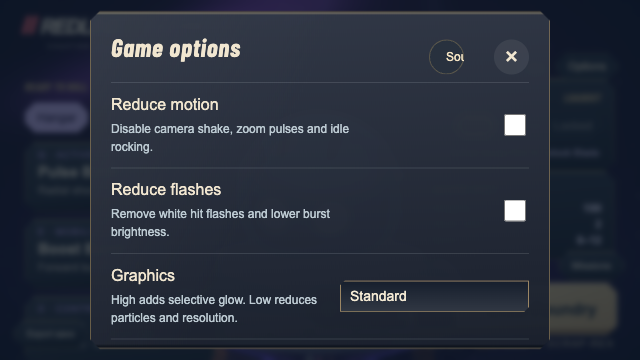 Game options
Sou
×
Reduce motion
Disable camera shake, zoom pulses and idle
rocking.
Reduce flashes
Remove white hit flashes and lower burst
brightness.
Graphics
High adds selective glow. Low reduces
particles and resolution.
Standard